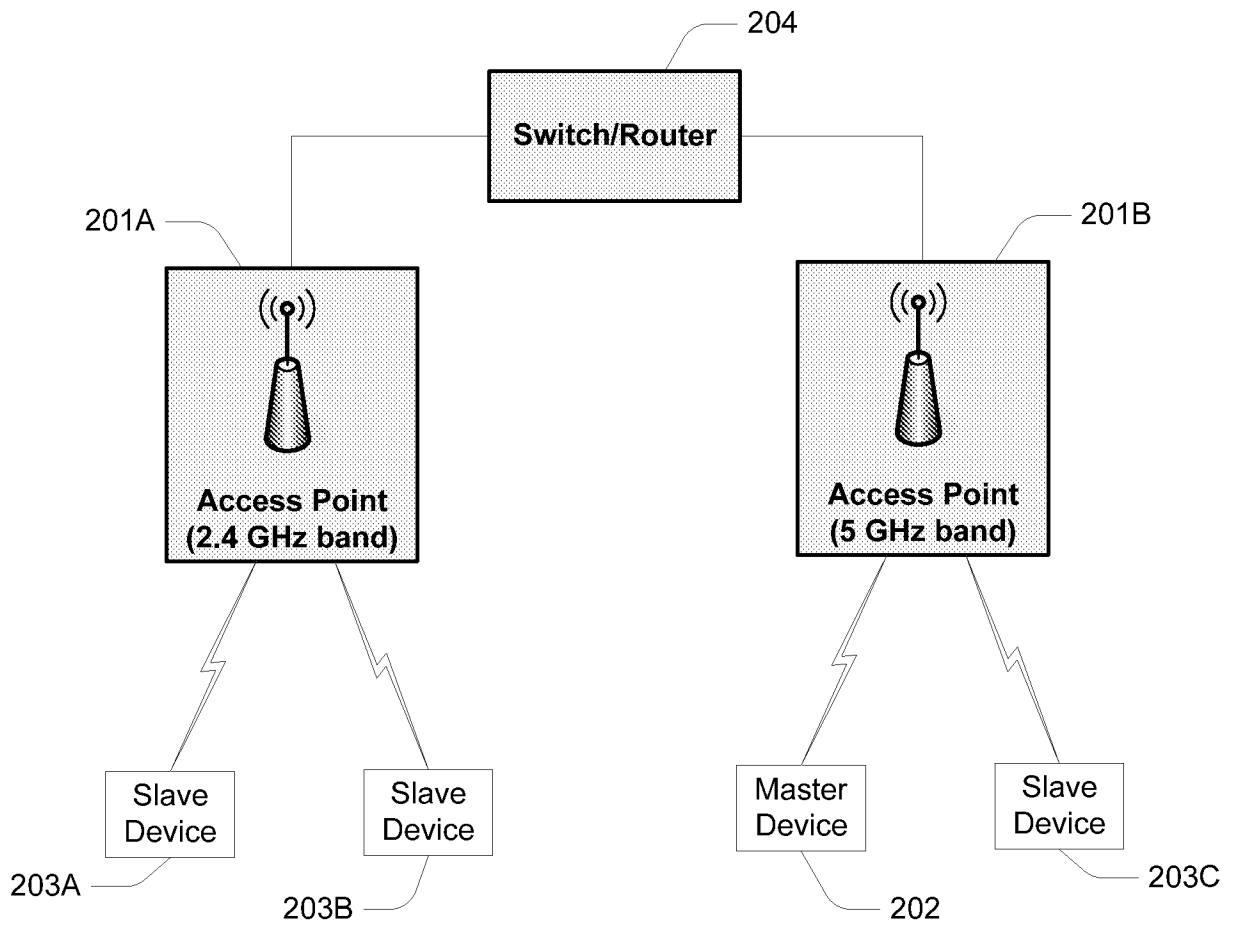 204
Switch/Router
201A
201B
Access Point
(2.4 GHz band)
Access Point
(5 GHz band)
Slave
Device
Slave
Device
Master
Device
Slave
Device
203A
203B
202
203C